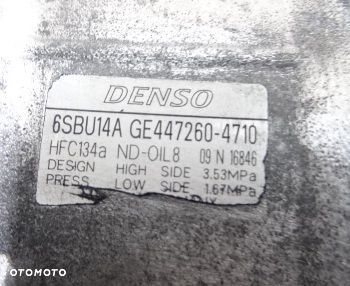 DENSO
6SBU14A GE447260-4710
HFC134a ND-OIL8 09 N 16846
DESIGN HIGH SIDE 3.53MPa
PRESS. LOW SIDE 1.67MPa
OTOMOTO